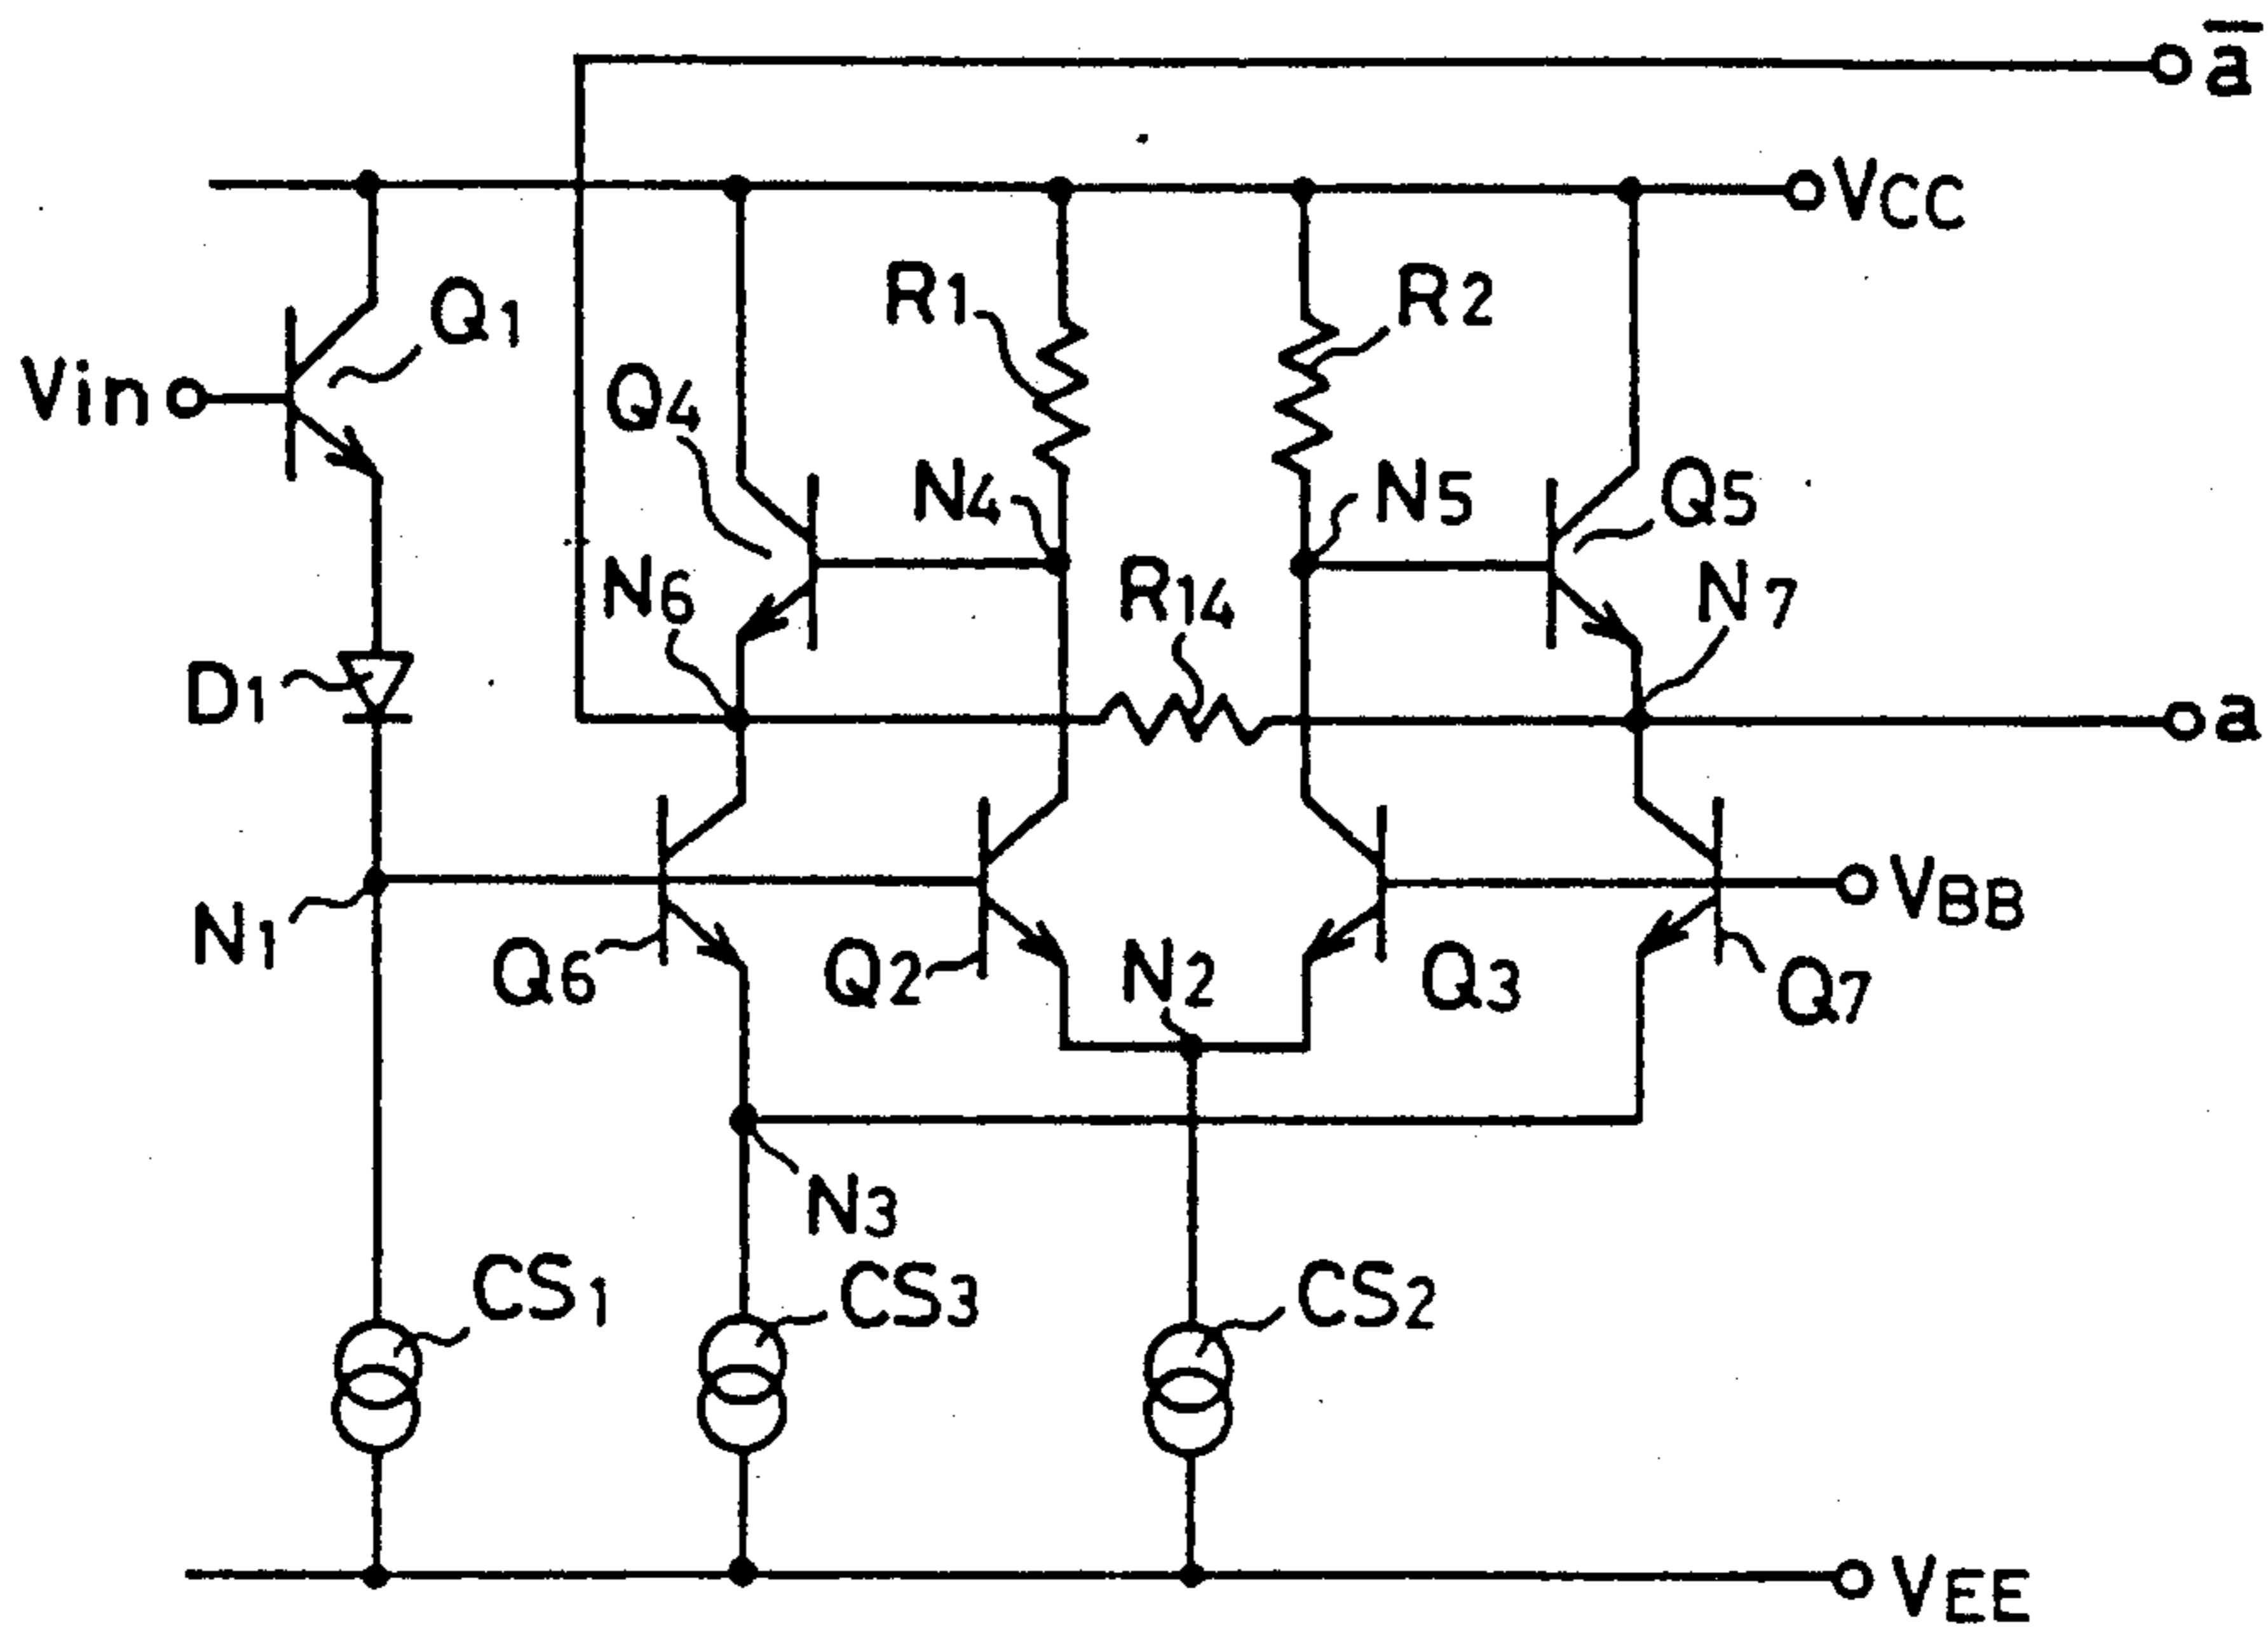 a̅
VCC
Q1
R1
R2
Vin
Q4
N4
N5
Q5
N6
R14
N7
D1
a
N1
Q6
Q2
N2
Q3
VBB
Q7
N3
CS1
CS3
CS2
VEE